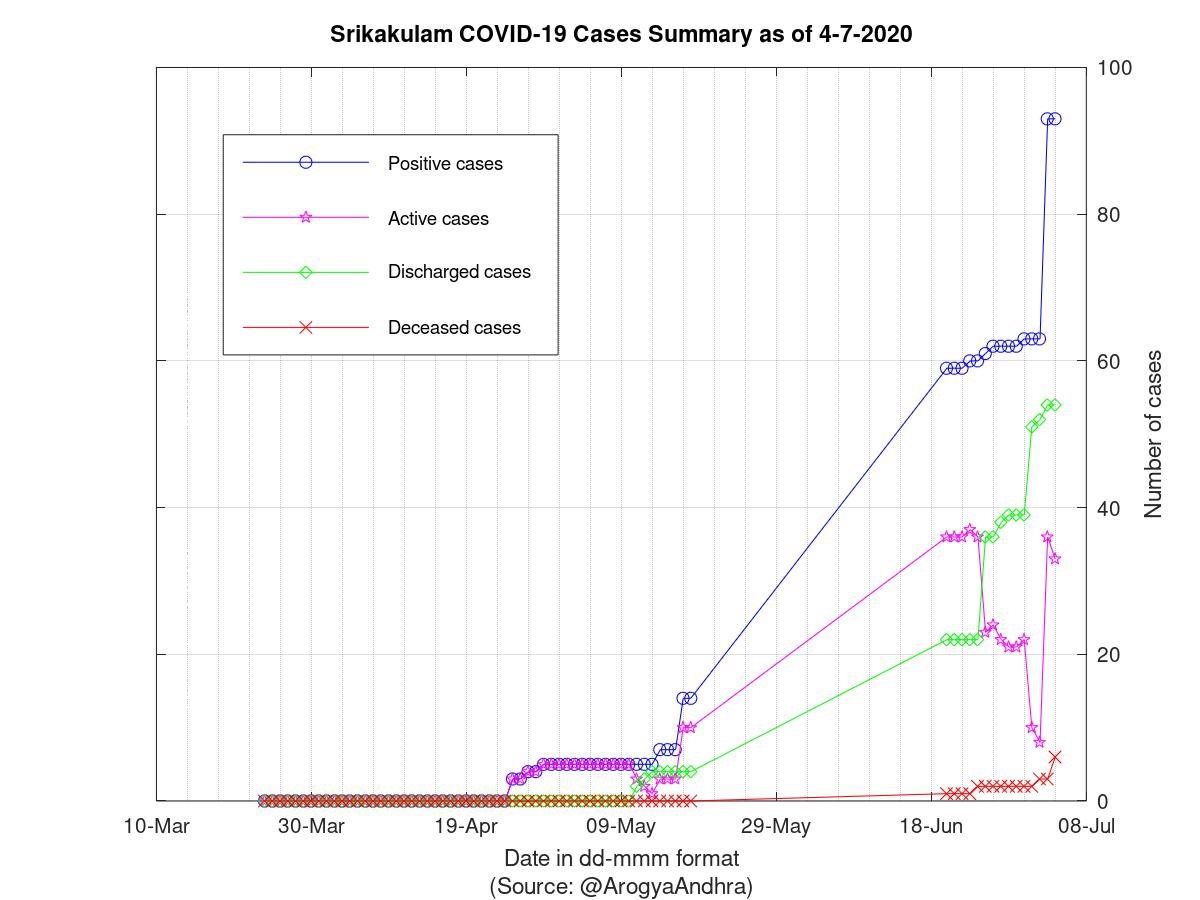 Srikakulam COVID-19 Cases Summary as of 4-7-2020
100
80
60
40
20
0
Number of cases
Positive cases
Active cases
Discharged cases
Deceased cases
10-Mar 30-Mar 19-Apr 09-May 29-May 18-Jun 08-Jul
Date in dd-mmm format
(Source: @ArogyaAndhra)